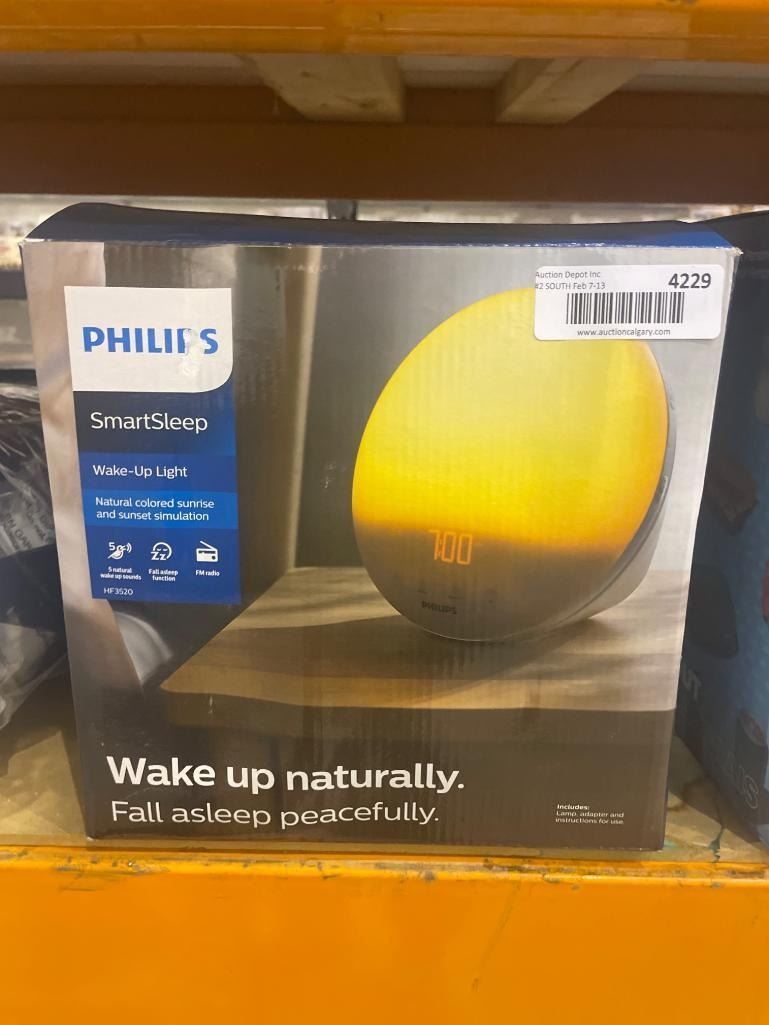 Auction Depot Inc
#2 SOUTH Feb 7-13
4229
www.auctioncalgary.com
PHILIPS
SmartSleep
Wake-Up Light
Natural colored sunrise
and sunset simulation
5 natural
wake up sounds
Fall asleep
function
FM radio
HF3520
7:00
PHILIPS
Wake up naturally.
Fall asleep peacefully.
Includes:
Lamp, adapter and
instructions for use.